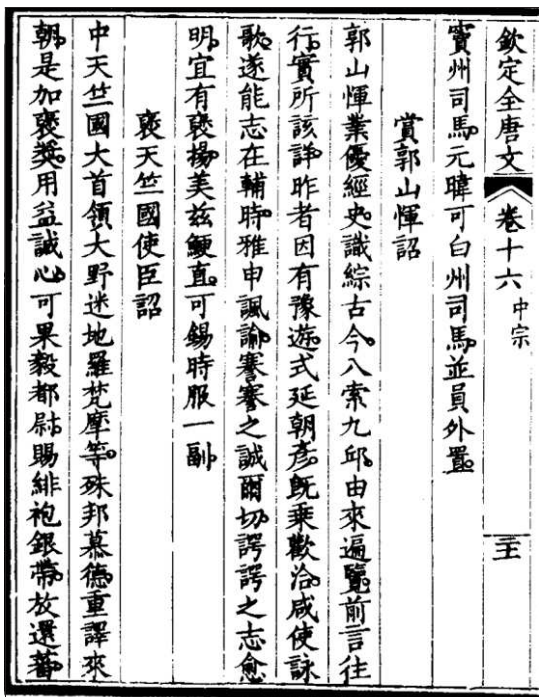 欽定全唐文 卷十六 中宗
竇州司馬。元暐可白州司馬。並員外置。
賞郭山惲詔
郭山惲業優經史。識綜古今。八索九邱。由來遍覽。前言往
行。實所該詳。昨者因有豫遊。式延朝彥。旣乘歡洽。咸使詠
歌。遂能志在輔時。雅申諷諭。謇謇之誠爾切。諤諤之志愈
明。宜有襃揚。美茲鯁直。可錫時服一副。
襃天竺國使臣詔
中天竺國大首領大野迷地羅梵摩等。殊邦慕德。重譯來
朝。是加襃獎。用益誠心。可果毅都尉。賜緋袍銀帶。放還蕃。